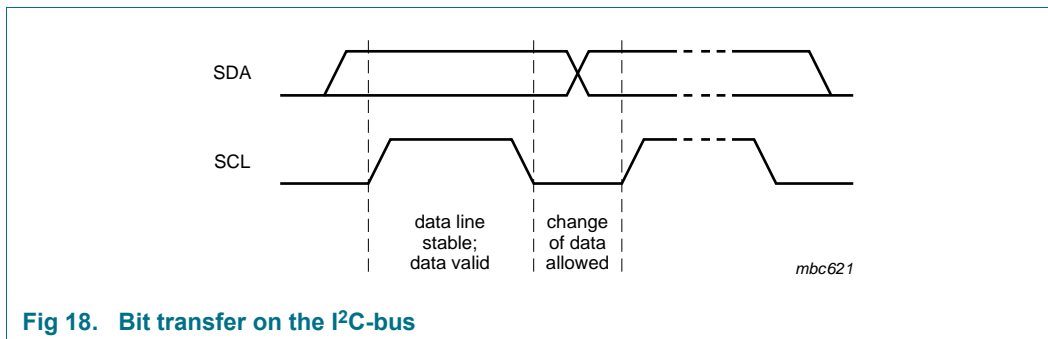 SDA
SCL
data line
stable;
data valid
change
of data
allowed
mbc621
Fig 18. Bit transfer on the I²C-bus